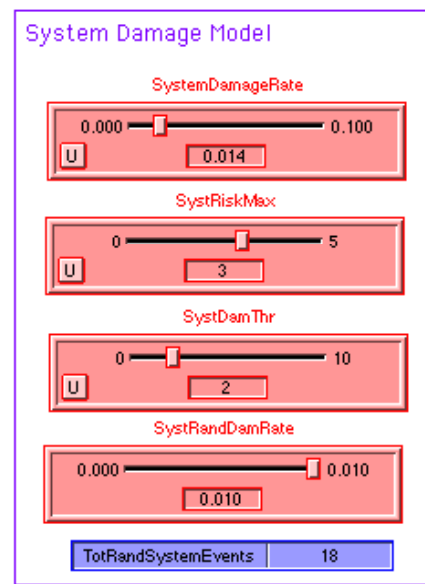 System Damage Model
SystemDamageRate
0.000 0.100
U 0.014
SystRiskMax
0 5
U 3
SystDamThr
0 10
U 2
SystRandDamRate
0.000 0.010
0.010
TotRandSystemEvents 18